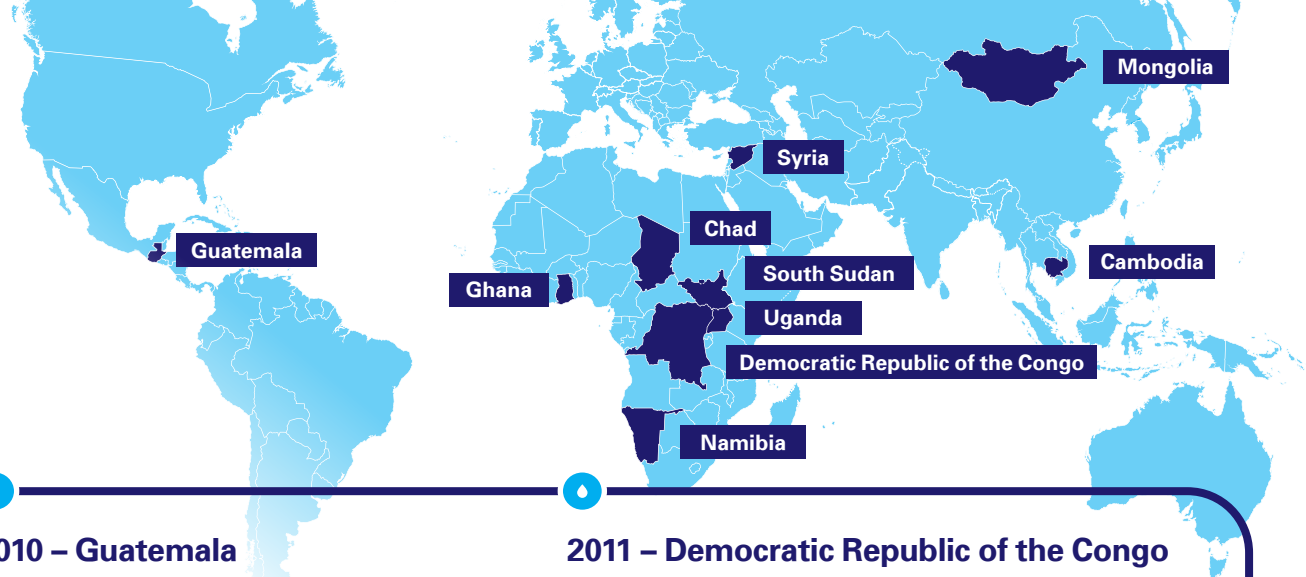 Mongolia
Syria
Chad
Guatemala
Cambodia
South Sudan
Ghana
Uganda
Democratic Republic of the Congo
Namibia
010 – Guatemala
2011 – Democratic Republic of the Congo